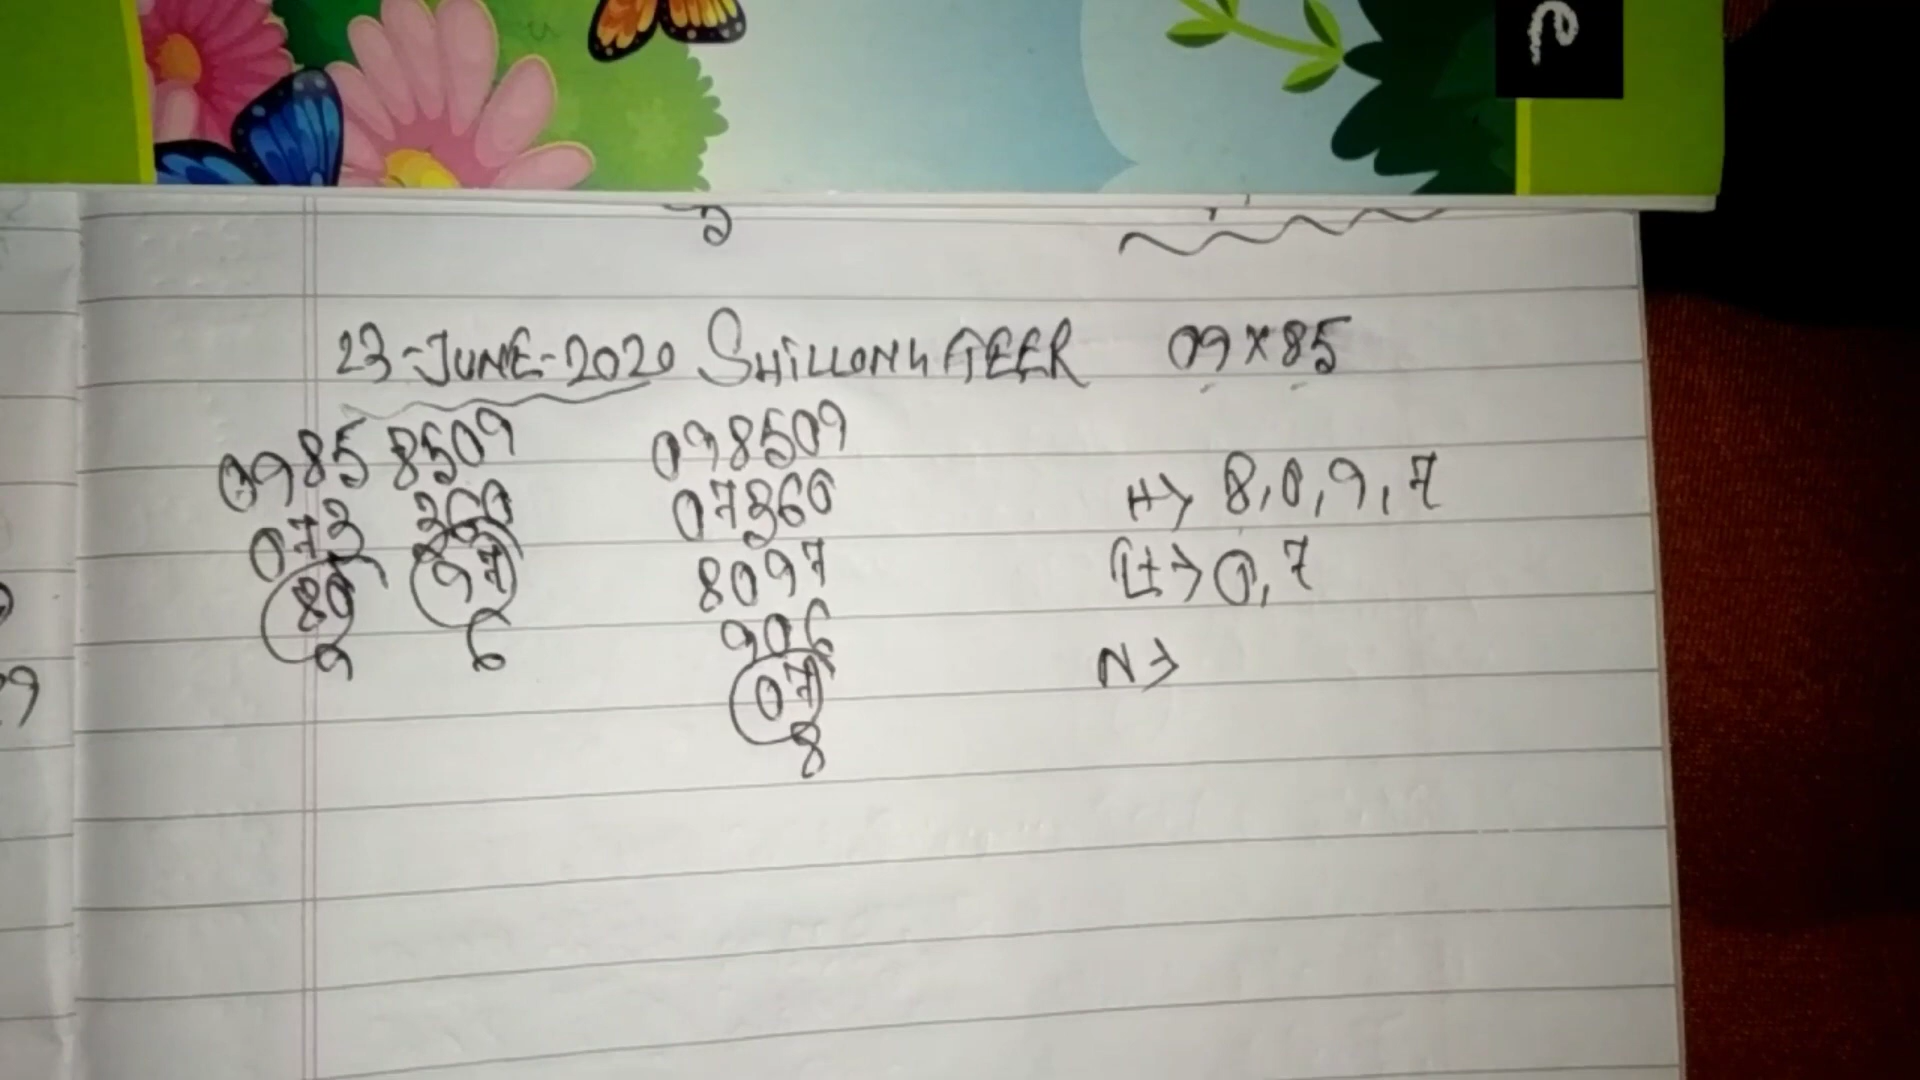 e
23-JUNE-2020 SHILLONG TEER 09×85
0985 8509 098509
073 360 07360
80 97 8097
9 6 906
07
8
H→ 8,0,9,7
E→ 0,7
N→